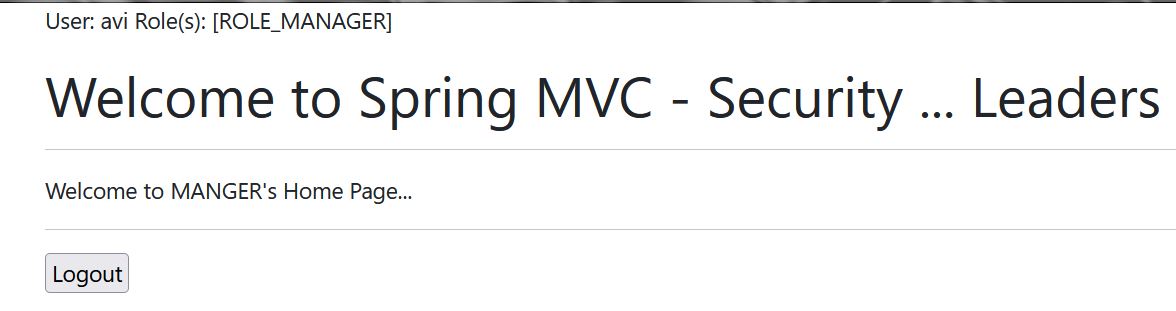 User: avi Role(s): [ROLE_MANAGER]
Welcome to Spring MVC - Security ... Leaders
Welcome to MANGER's Home Page...
Logout